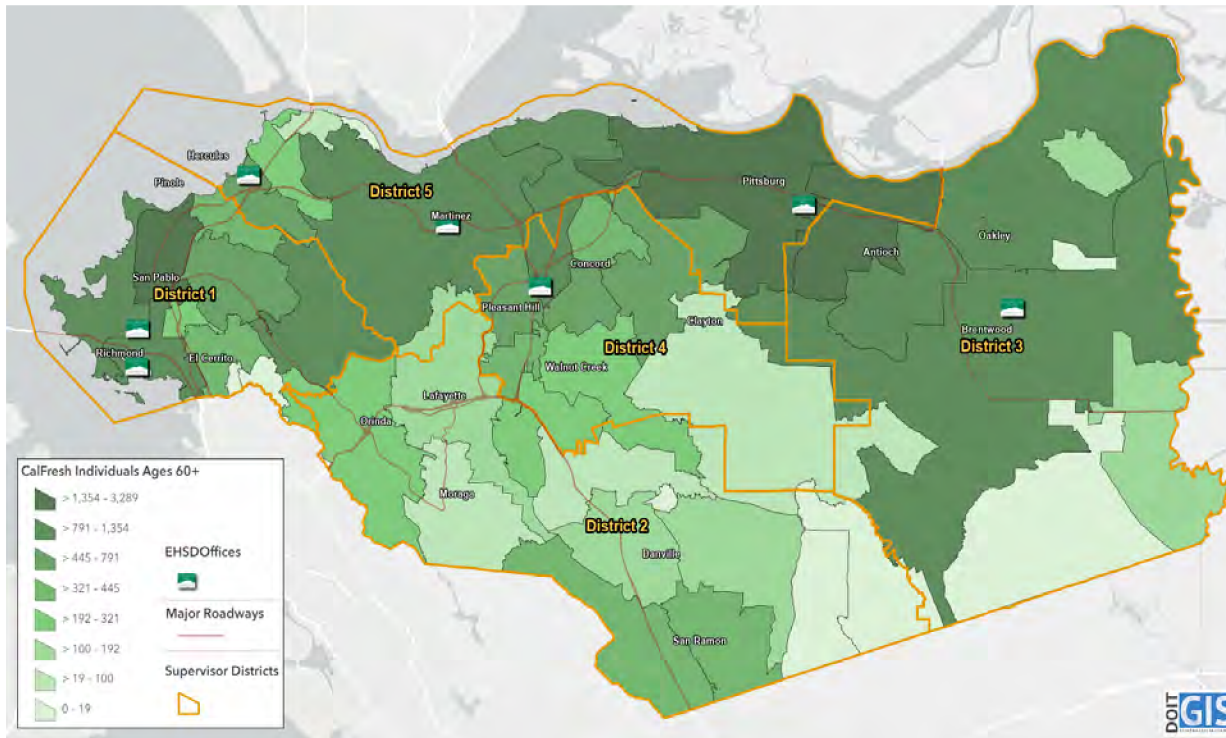 Hercules
Pinole
District 5
Martinez
Pittsburg
Antioch
Oakley
San Pablo
District 1
Concord
Pleasant Hill
Clayton
Brentwood
District 3
Richmond
El Cerrito
District 4
Walnut Creek
Lafayette
Orinda
Moraga
District 2
Danville
San Ramon
CalFresh Individuals Ages 60+
> 1,354 - 3,289
> 791 - 1,354
> 445 - 791
> 321 - 445
> 192 - 321
> 100 - 192
> 19 - 100
0 - 19
EHSDOffices
Major Roadways
Supervisor Districts
DOIT
GIS